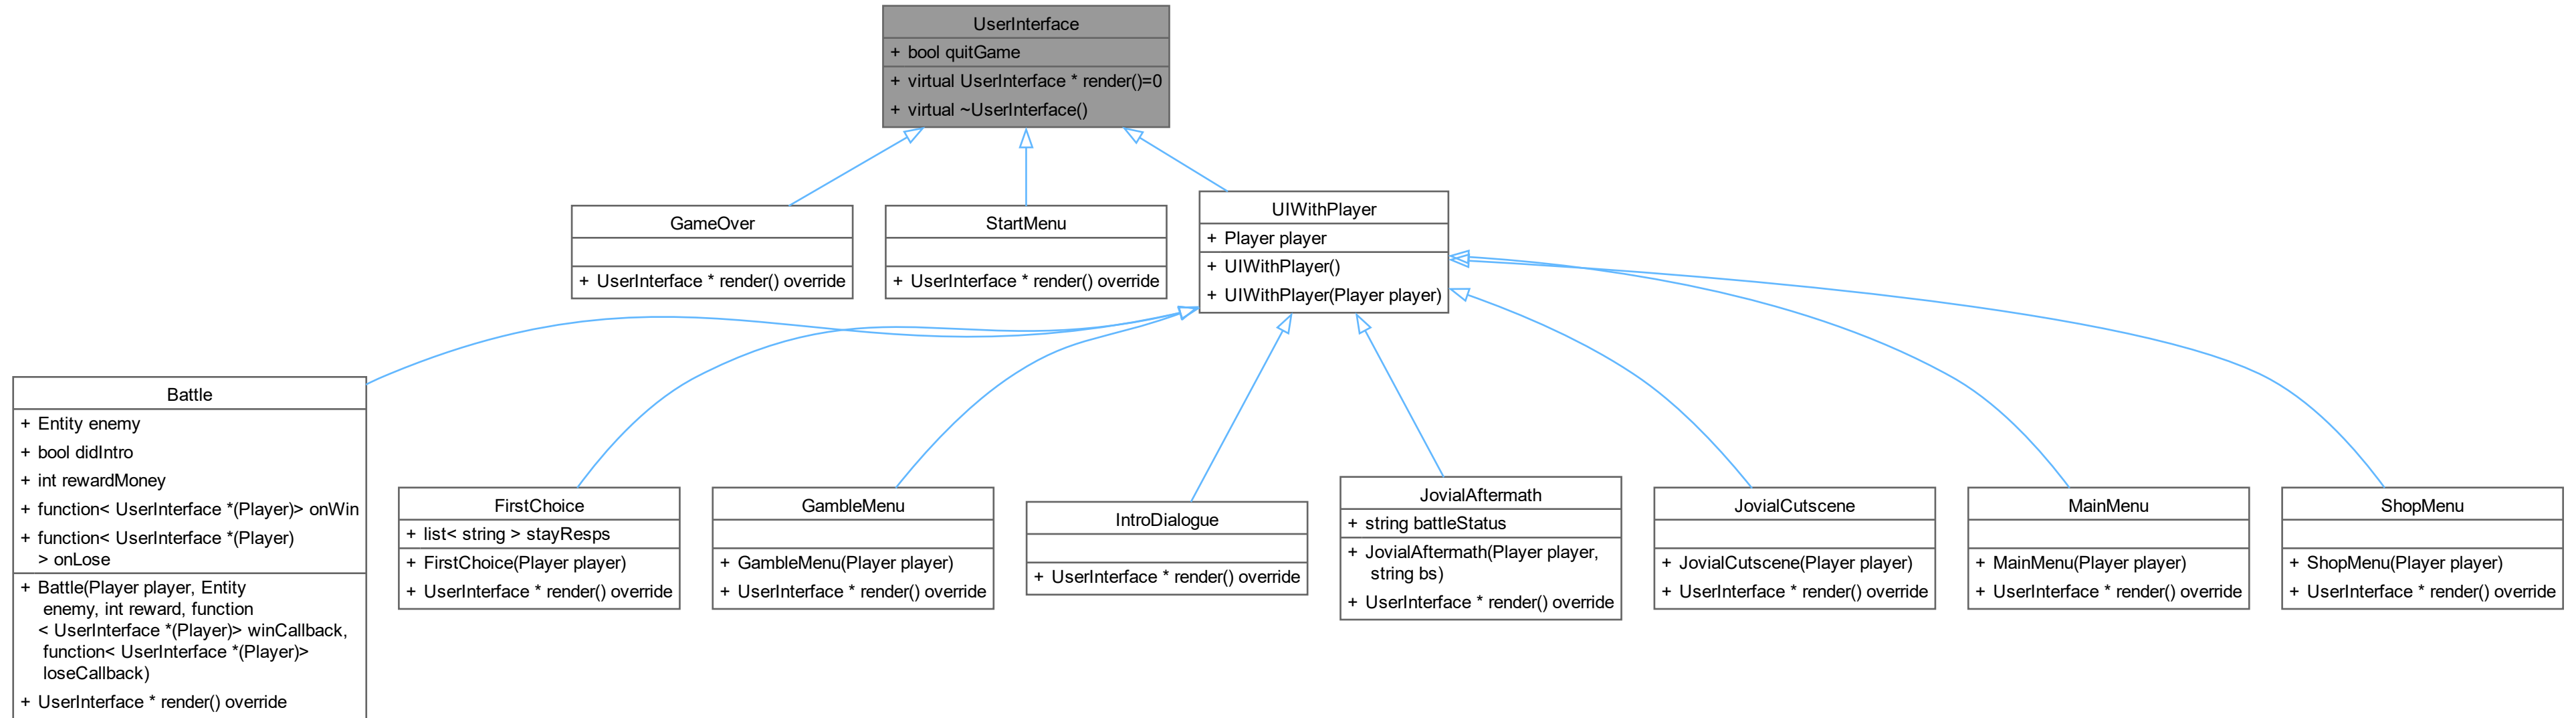 UserInterface
+ bool quitGame
+ virtual UserInterface * render()=0
+ virtual ~UserInterface()
GameOver
+ UserInterface * render() override
StartMenu
+ UserInterface * render() override
UIWithPlayer
+ Player player
+ UIWithPlayer()
+ UIWithPlayer(Player player)
Battle
+ Entity enemy
+ bool didIntro
+ int rewardMoney
+ function< UserInterface *(Player)> onWin
+ function< UserInterface *(Player)
> onLose
+ Battle(Player player, Entity
enemy, int reward, function
< UserInterface *(Player)> winCallback,
function< UserInterface *(Player)>
loseCallback)
+ UserInterface * render() override
FirstChoice
+ list< string > stayResps
+ FirstChoice(Player player)
+ UserInterface * render() override
GambleMenu
+ GambleMenu(Player player)
+ UserInterface * render() override
IntroDialogue
+ UserInterface * render() override
JovialAftermath
+ string battleStatus
+ JovialAftermath(Player player,
string bs)
+ UserInterface * render() override
JovialCutscene
+ JovialCutscene(Player player)
+ UserInterface * render() override
MainMenu
+ MainMenu(Player player)
+ UserInterface * render() override
ShopMenu
+ ShopMenu(Player player)
+ UserInterface * render() override